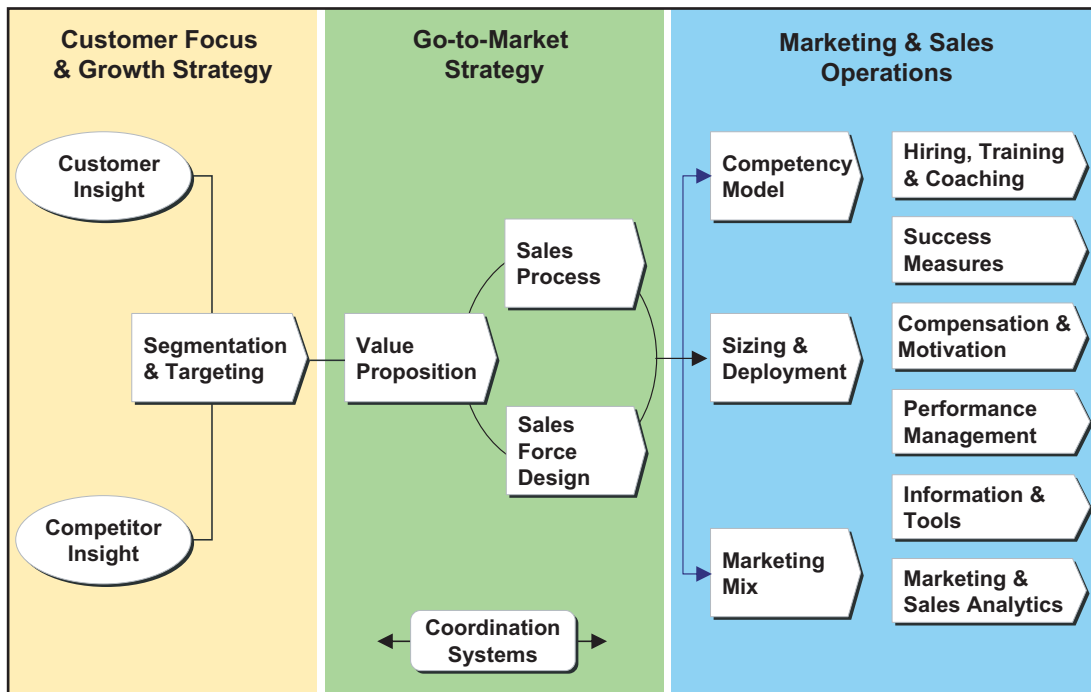 Customer Focus
& Growth Strategy
Customer
Insight
Segmentation
& Targeting
Competitor
Insight
Go-to-Market
Strategy
Value
Proposition
Sales
Process
Sales
Force
Design
Coordination
Systems
Marketing & Sales
Operations
Competency
Model
Sizing &
Deployment
Marketing
Mix
Hiring, Training
& Coaching
Success
Measures
Compensation &
Motivation
Performance
Management
Information &
Tools
Marketing &
Sales Analytics